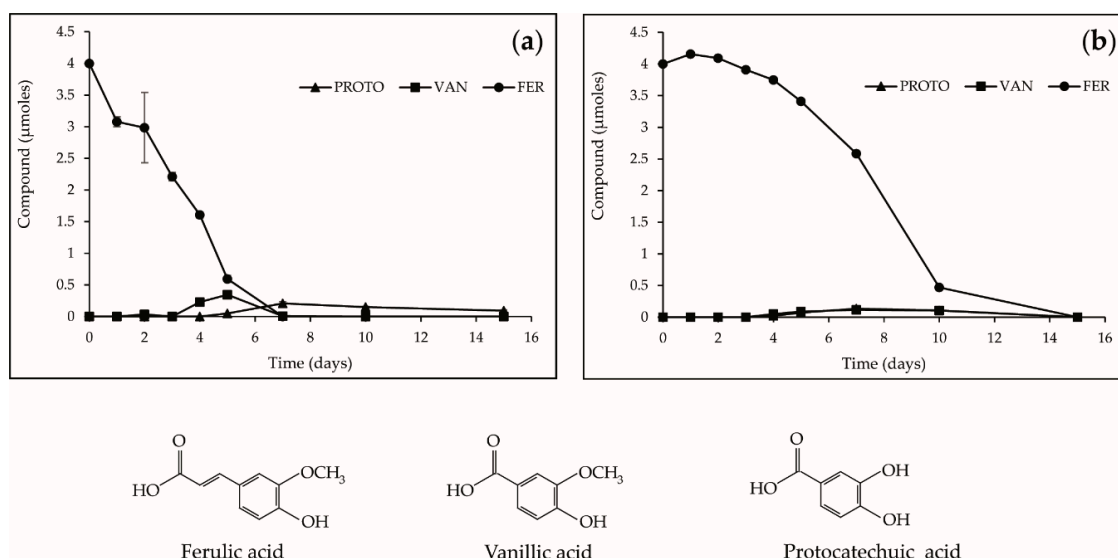 (a)
PROTO VAN FER
Compound (μmoles)
4.5
4
3.5
3
2.5
2
1.5
1
0.5
0
0 2 4 6 8 10 12 14 16
Time (days)
(b)
PROTO VAN FER
Compound (μmoles)
4.5
4
3.5
3
2.5
2
1.5
1
0.5
0
0 2 4 6 8 10 12 14 16
Time (days)
O
HO
OCH3
OH
Ferulic acid
O
HO
OCH3
OH
Vanillic acid
O
HO
OH
OH
Protocatechuic acid